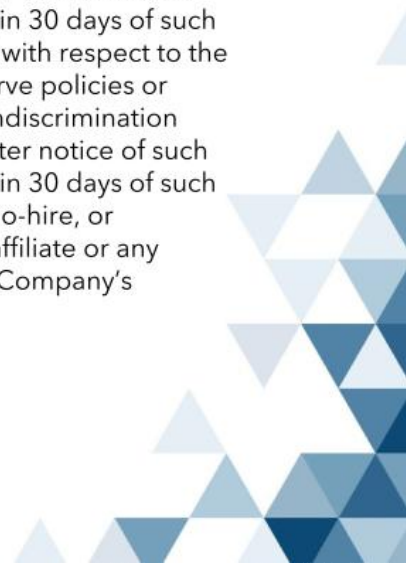 in 30 days of such
with respect to the
rve policies or
ndiscrimination
ter notice of such
in 30 days of such
o-hire, or
affiliate or any
Company's